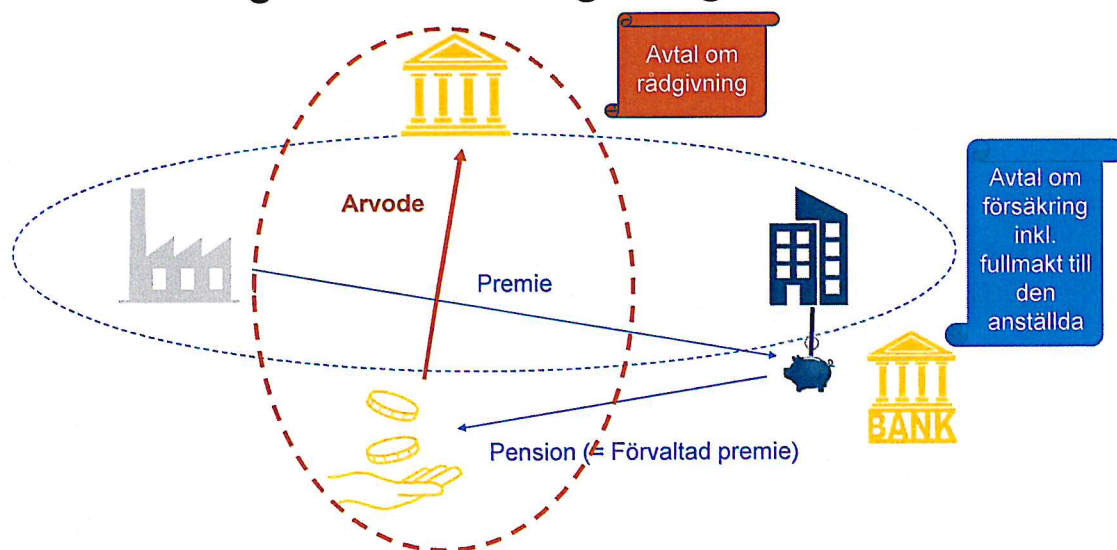 Avtal om
rådgivning
Avtal om
försäkring
inkl.
fullmakt till
den
anställda
Arvode
Premie
BANK
Pension (= Förvaltad premie)